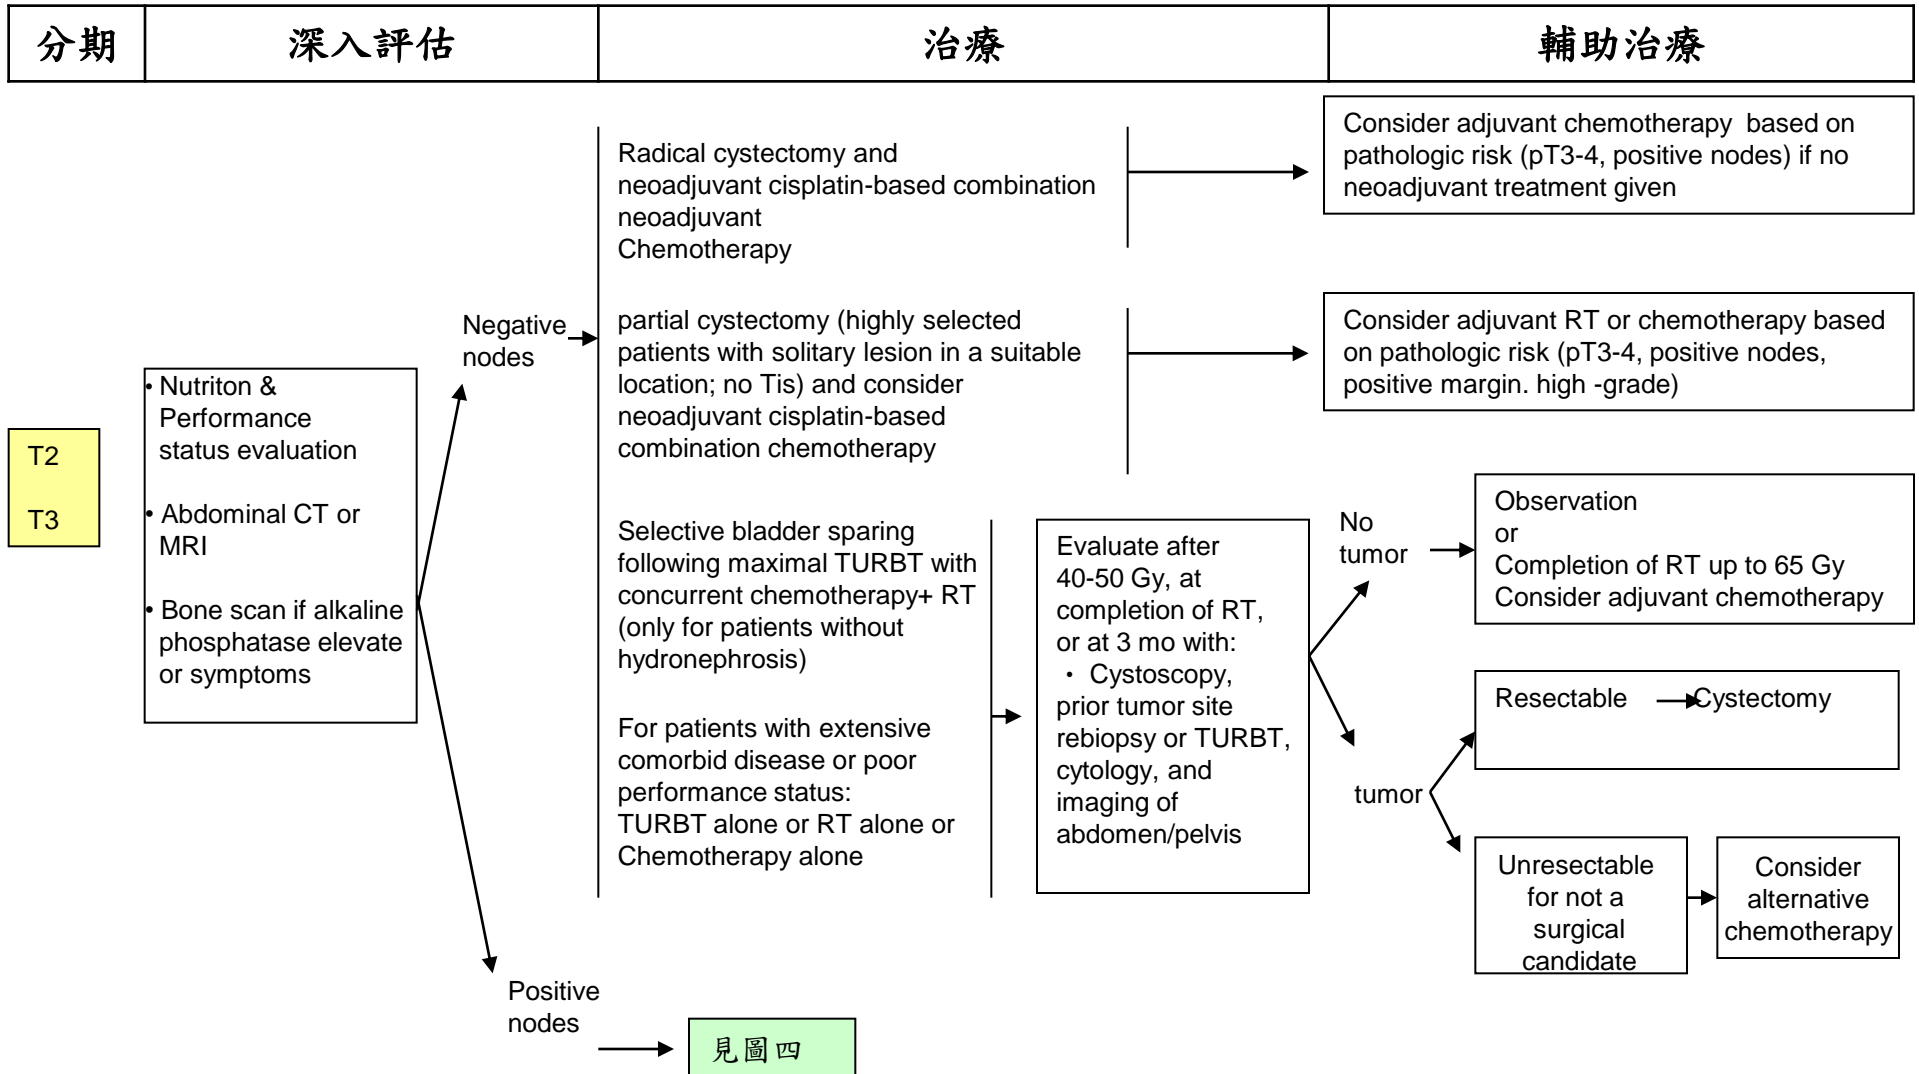 分期
深入評估
治療
輔助治療
T2
T3
• Nutriton &
Performance
status evaluation
• Abdominal CT or
MRI
• Bone scan if alkaline
phosphatase elevate
or symptoms
Negative
nodes
Radical cystectomy and
neoadjuvant cisplatin-based combination
neoadjuvant
Chemotherapy
Consider adjuvant chemotherapy based on
pathologic risk (pT3-4, positive nodes) if no
neoadjuvant treatment given
partial cystectomy (highly selected
patients with solitary lesion in a suitable
location; no Tis) and consider
neoadjuvant cisplatin-based
combination chemotherapy
Consider adjuvant RT or chemotherapy based
on pathologic risk (pT3-4, positive nodes,
positive margin. high -grade)
Selective bladder sparing
following maximal TURBT with
concurrent chemotherapy+ RT
(only for patients without
hydronephrosis)
For patients with extensive
comorbid disease or poor
performance status:
TURBT alone or RT alone or
Chemotherapy alone
Evaluate after
40-50 Gy, at
completion of RT,
or at 3 mo with:
・ Cystoscopy,
prior tumor site
rebiopsy or TURBT,
cytology, and
imaging of
abdomen/pelvis
No
tumor
Observation
or
Completion of RT up to 65 Gy
Consider adjuvant chemotherapy
tumor
Resectable
Cystectomy
Unresectable
for not a
surgical
candidate
Consider
alternative
chemotherapy
Positive
nodes
見圖四